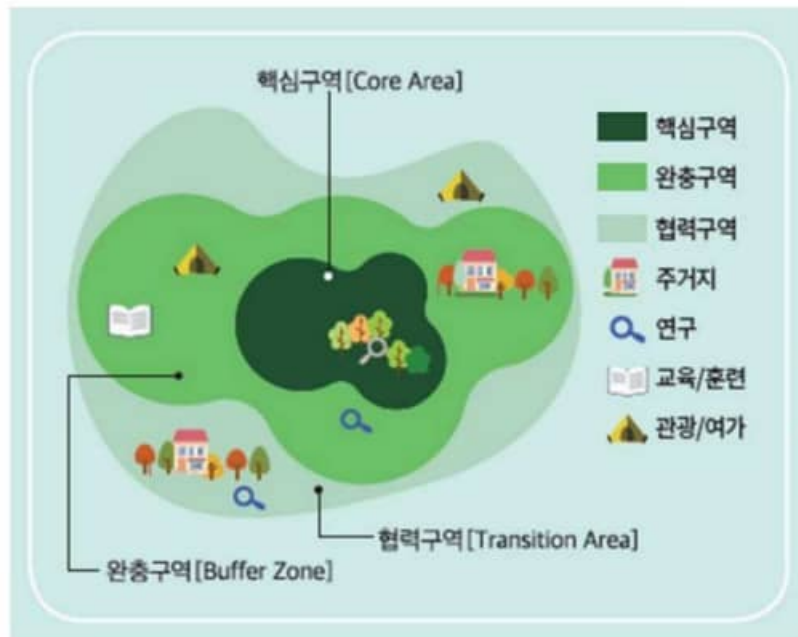 핵심구역[Core Area]
핵심구역
완충구역
협력구역
주거지
연구
교육/훈련
관광/여가
협력구역[Transition Area]
완충구역[Buffer Zone]